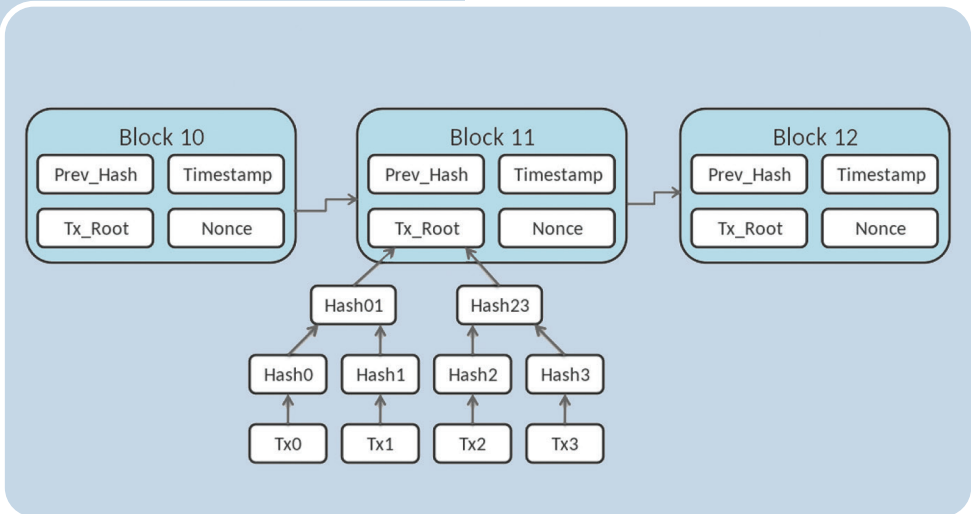 Block 10
Block 11
Block 12
Prev_Hash
Timestamp
Prev_Hash
Timestamp
Prev_Hash
Timestamp
Tx_Root
Nonce
Tx_Root
Nonce
Tx_Root
Nonce
Hash01
Hash23
Hash0
Hash1
Hash2
Hash3
Tx0
Tx1
Tx2
Tx3